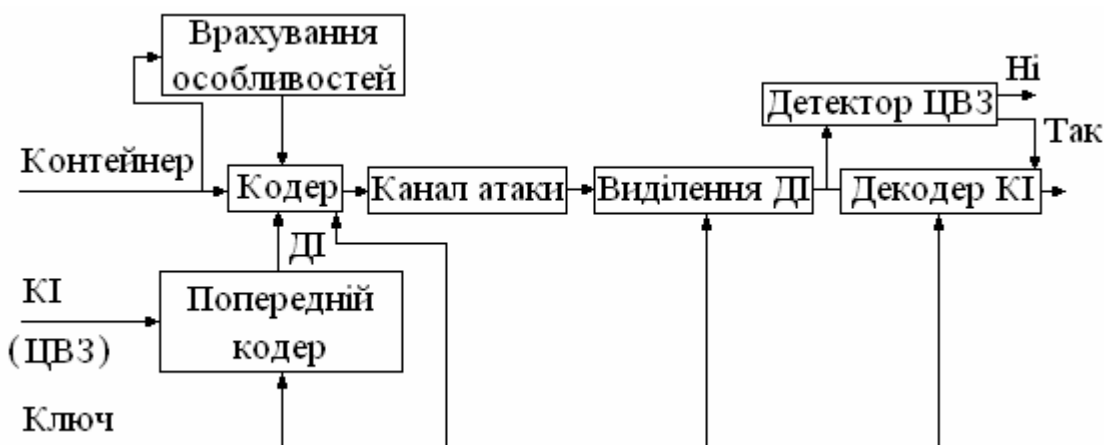 Врахування
особливостей
Ні
Детектор ЦВЗ
Так
Контейнер
Кодер
Канал атаки
Виділення ДІ
Декодер КІ
ДІ
КІ
(ЦВЗ)
Попередній
кодер
Ключ